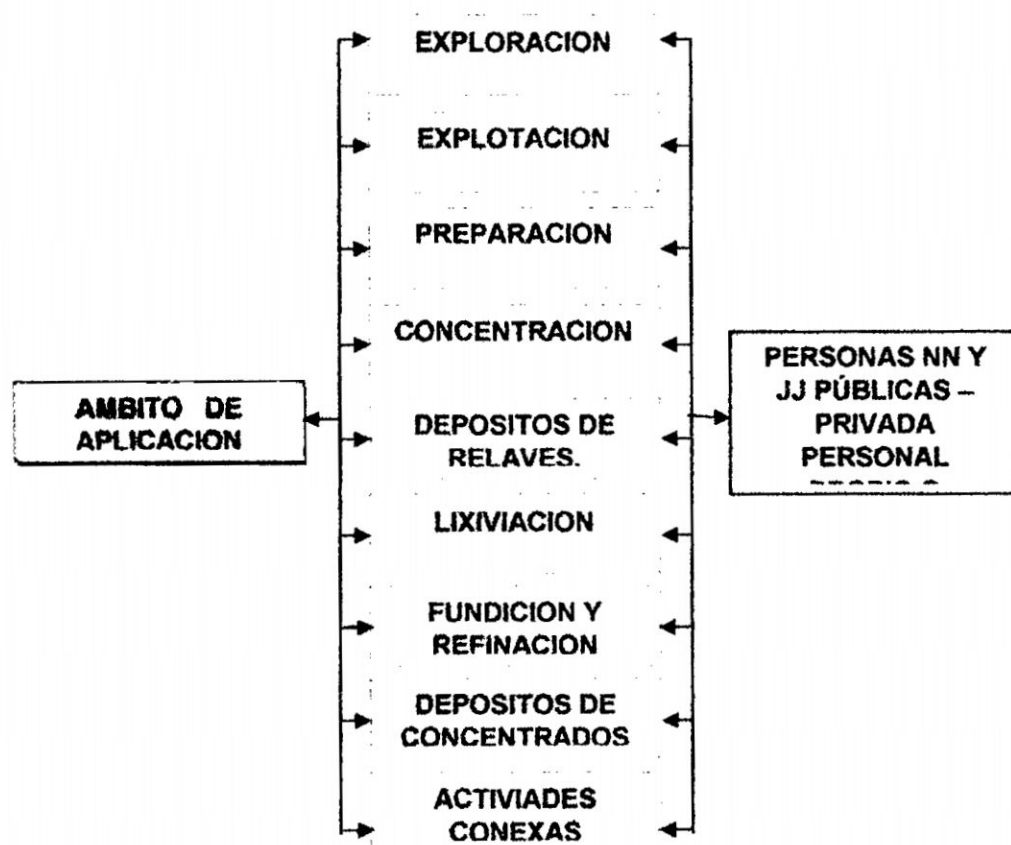 EXPLORACION
EXPLOTACION
PREPARACION
CONCENTRACION
DEPOSITOS DE
RELAVES.
LIXIVIACION
FUNDICION Y
REFINACION
DEPOSITOS DE
CONCENTRADOS
ACTIVIADES
CONEXAS
AMBITO DE
APLICACION
PERSONAS NN Y
JJ PÚBLICAS –
PRIVADA
PERSONAL